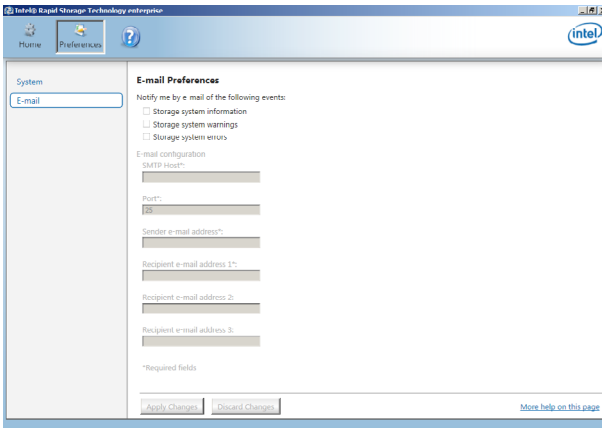 Intel® Rapid Storage Technology enterprise
Home
Preferences
intel
System
E-mail
E-mail Preferences
Notify me by e mail of the following events:
Storage system information
Storage system warnings
Storage system errors
E-mail configuration
SMTP Host*:
Port*:
25
Sender e-mail address*:
Recipient e-mail address 1*:
Recipient e-mail address 2:
Recipient e-mail address 3:
*Required fields
Apply Changes
Discard Changes
More help on this page